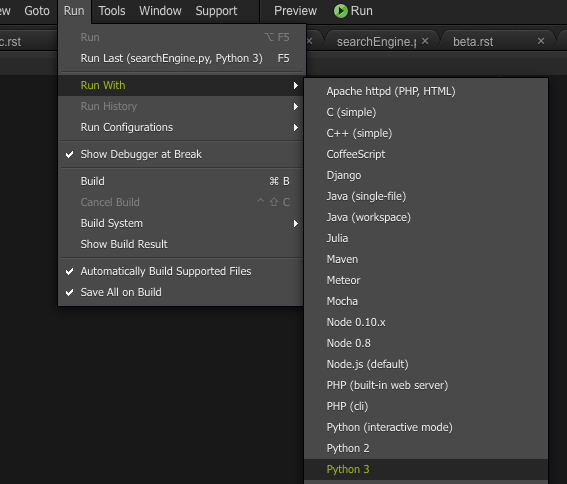 ew Goto Run Tools Window Support Preview Run
c.rst searchEngine.p beta.rst
Run ⌥ F5
Run Last (searchEngine.py, Python 3) F5
Run With
Run History
Run Configurations
Show Debugger at Break
Build ⌘ B
Cancel Build ^ ⇧ C
Build System
Show Build Result
Automatically Build Supported Files
Save All on Build
Apache httpd (PHP, HTML)
C (simple)
C++ (simple)
CoffeeScript
Django
Java (single-file)
Java (workspace)
Julia
Maven
Meteor
Mocha
Node 0.10.x
Node 0.8
Node.js (default)
PHP (built-in web server)
PHP (cli)
Python (interactive mode)
Python 2
Python 3